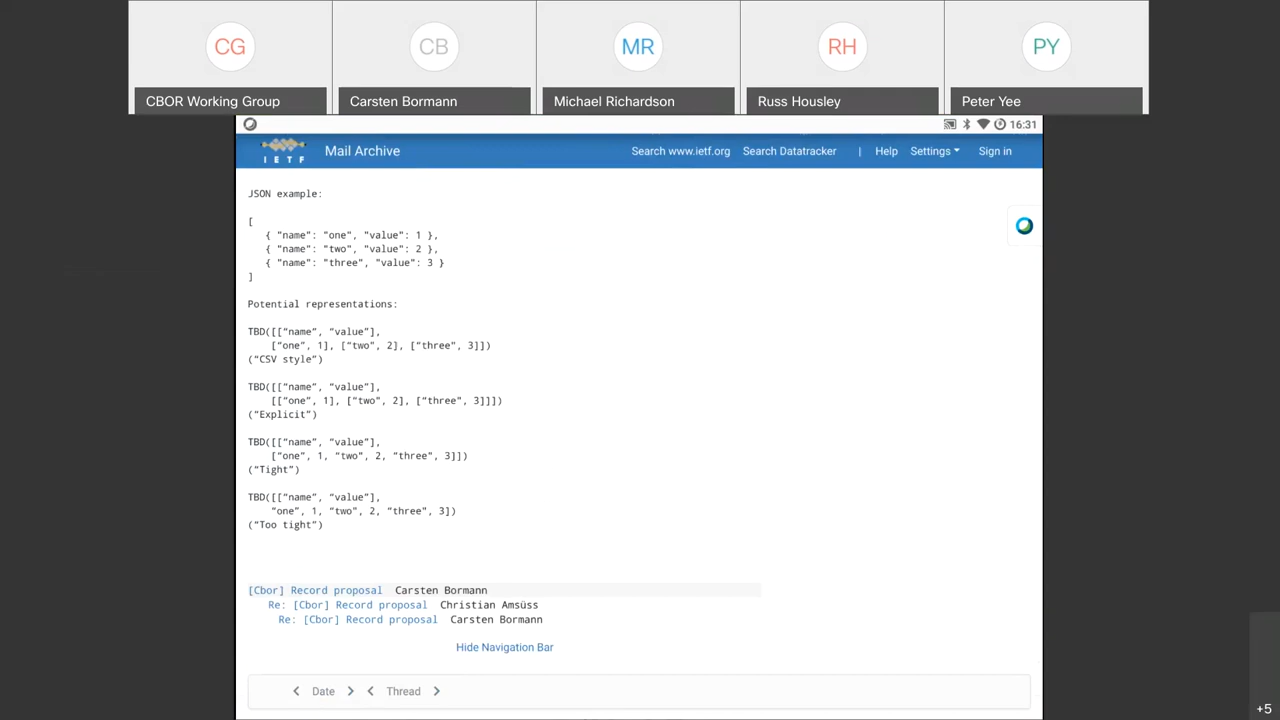 CG
CB
MR
RH
PY
CBOR Working Group
Carsten Bormann
Michael Richardson
Russ Housley
Peter Yee
16:31
IETF
Mail Archive
Search www.ietf.org
Search Datatracker
|
Help
Settings
Sign in
JSON example:
[
{ "name": "one", "value": 1 },
{ "name": "two", "value": 2 },
{ "name": "three", "value": 3 }
]
Potential representations:
TBD([[“name”, “value”],
[“one”, 1], [“two”, 2], [“three”, 3]])
(“CSV style”)
TBD([[“name”, “value”],
[[“one”, 1], [“two”, 2], [“three”, 3]]])
(“Explicit”)
TBD([[“name”, “value”],
[“one”, 1, “two”, 2, “three”, 3]])
(“Tight”)
TBD([[“name”, “value”],
“one”, 1, “two”, 2, “three”, 3])
(“Too tight”)
[Cbor] Record proposal Carsten Bormann
Re: [Cbor] Record proposal Christian Amsüss
Re: [Cbor] Record proposal Carsten Bormann
Hide Navigation Bar
< Date > < Thread >
+5